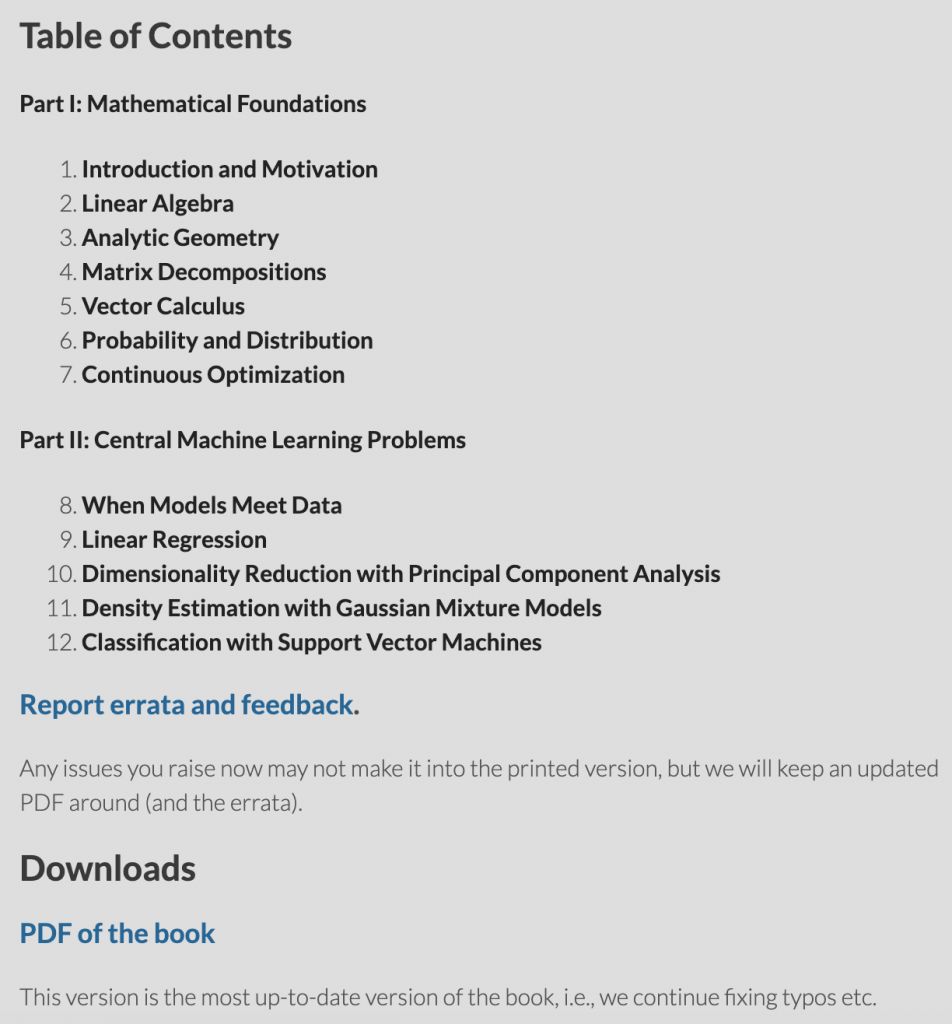 Table of Contents
Part I: Mathematical Foundations
1. Introduction and Motivation
2. Linear Algebra
3. Analytic Geometry
4. Matrix Decompositions
5. Vector Calculus
6. Probability and Distribution
7. Continuous Optimization
Part II: Central Machine Learning Problems
8. When Models Meet Data
9. Linear Regression
10. Dimensionality Reduction with Principal Component Analysis
11. Density Estimation with Gaussian Mixture Models
12. Classification with Support Vector Machines
Report errata and feedback.
Any issues you raise now may not make it into the printed version, but we will keep an updated
PDF around (and the errata).
Downloads
PDF of the book
This version is the most up-to-date version of the book, i.e., we continue fixing typos etc.